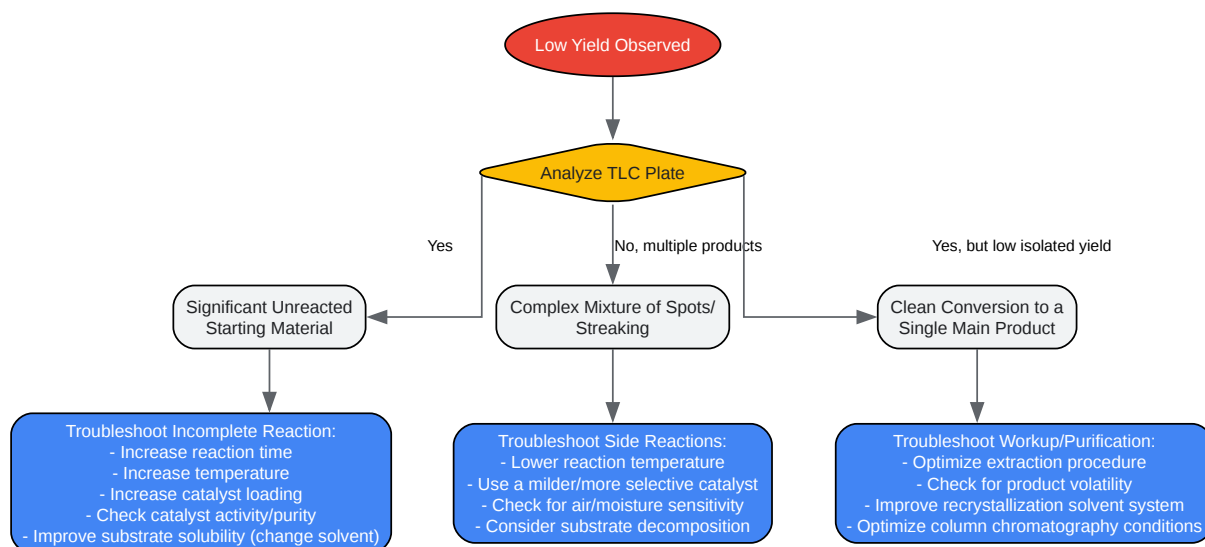 Low Yield Observed
Analyze TLC Plate
Yes
No, multiple products
Yes, but low isolated yield
Significant Unreacted
Starting Material
Complex Mixture of Spots/
Streaking
Clean Conversion to a
Single Main Product
Troubleshoot Incomplete Reaction:
- Increase reaction time
- Increase temperature
- Increase catalyst loading
- Check catalyst activity/purity
- Improve substrate solubility (change solvent)
Troubleshoot Side Reactions:
- Lower reaction temperature
- Use a milder/more selective catalyst
- Check for air/moisture sensitivity
- Consider substrate decomposition
Troubleshoot Workup/Purification:
- Optimize extraction procedure
- Check for product volatility
- Improve recrystallization solvent system
- Optimize column chromatography conditions